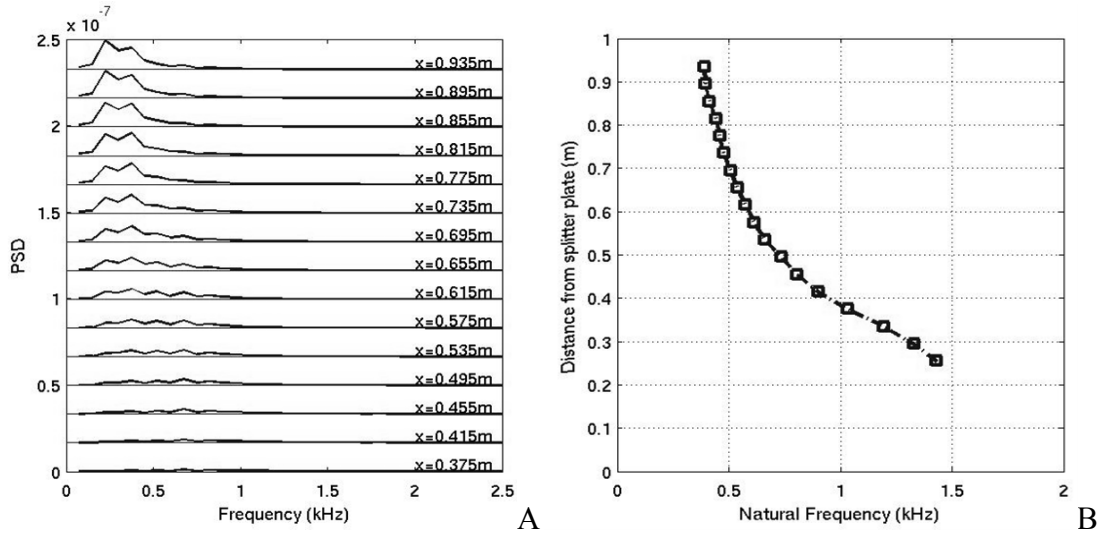 x 10 -7
2.5
2
1.5
1
0.5
0
PSD
x=0.935m
x=0.895m
x=0.855m
x=0.815m
x=0.775m
x=0.735m
x=0.695m
x=0.655m
x=0.615m
x=0.575m
x=0.535m
x=0.495m
x=0.455m
x=0.415m
x=0.375m
0 0.5 1 1.5 2 2.5
Frequency (kHz)
A
1
0.9
0.8
0.7
0.6
0.5
0.4
0.3
0.2
0.1
0
Distance from splitter plate (m)
0 0.5 1 1.5 2
Natural Frequency (kHz)
B